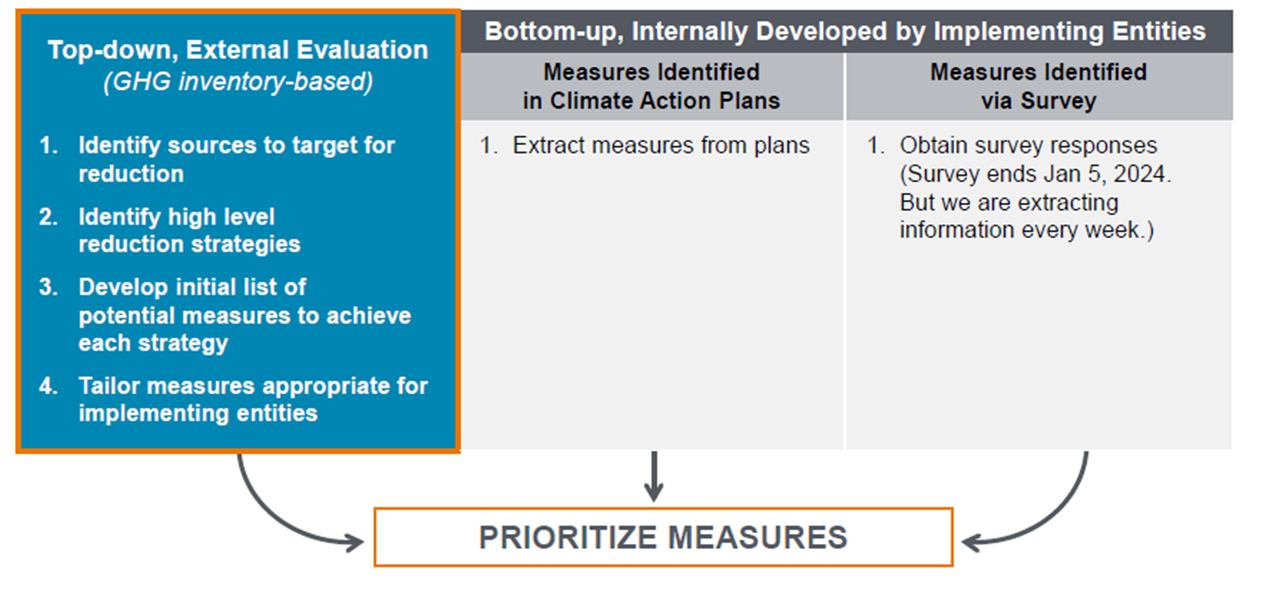 Top-down, External Evaluation
(GHG inventory-based)
1. Identify sources to target for
reduction
2. Identify high level
reduction strategies
3. Develop initial list of
potential measures to achieve
each strategy
4. Tailor measures appropriate for
implementing entities
Bottom-up, Internally Developed by Implementing Entities
Measures Identified
in Climate Action Plans
1. Extract measures from plans
Measures Identified
via Survey
1. Obtain survey responses
(Survey ends Jan 5, 2024.
But we are extracting
information every week.)
PRIORITIZE MEASURES